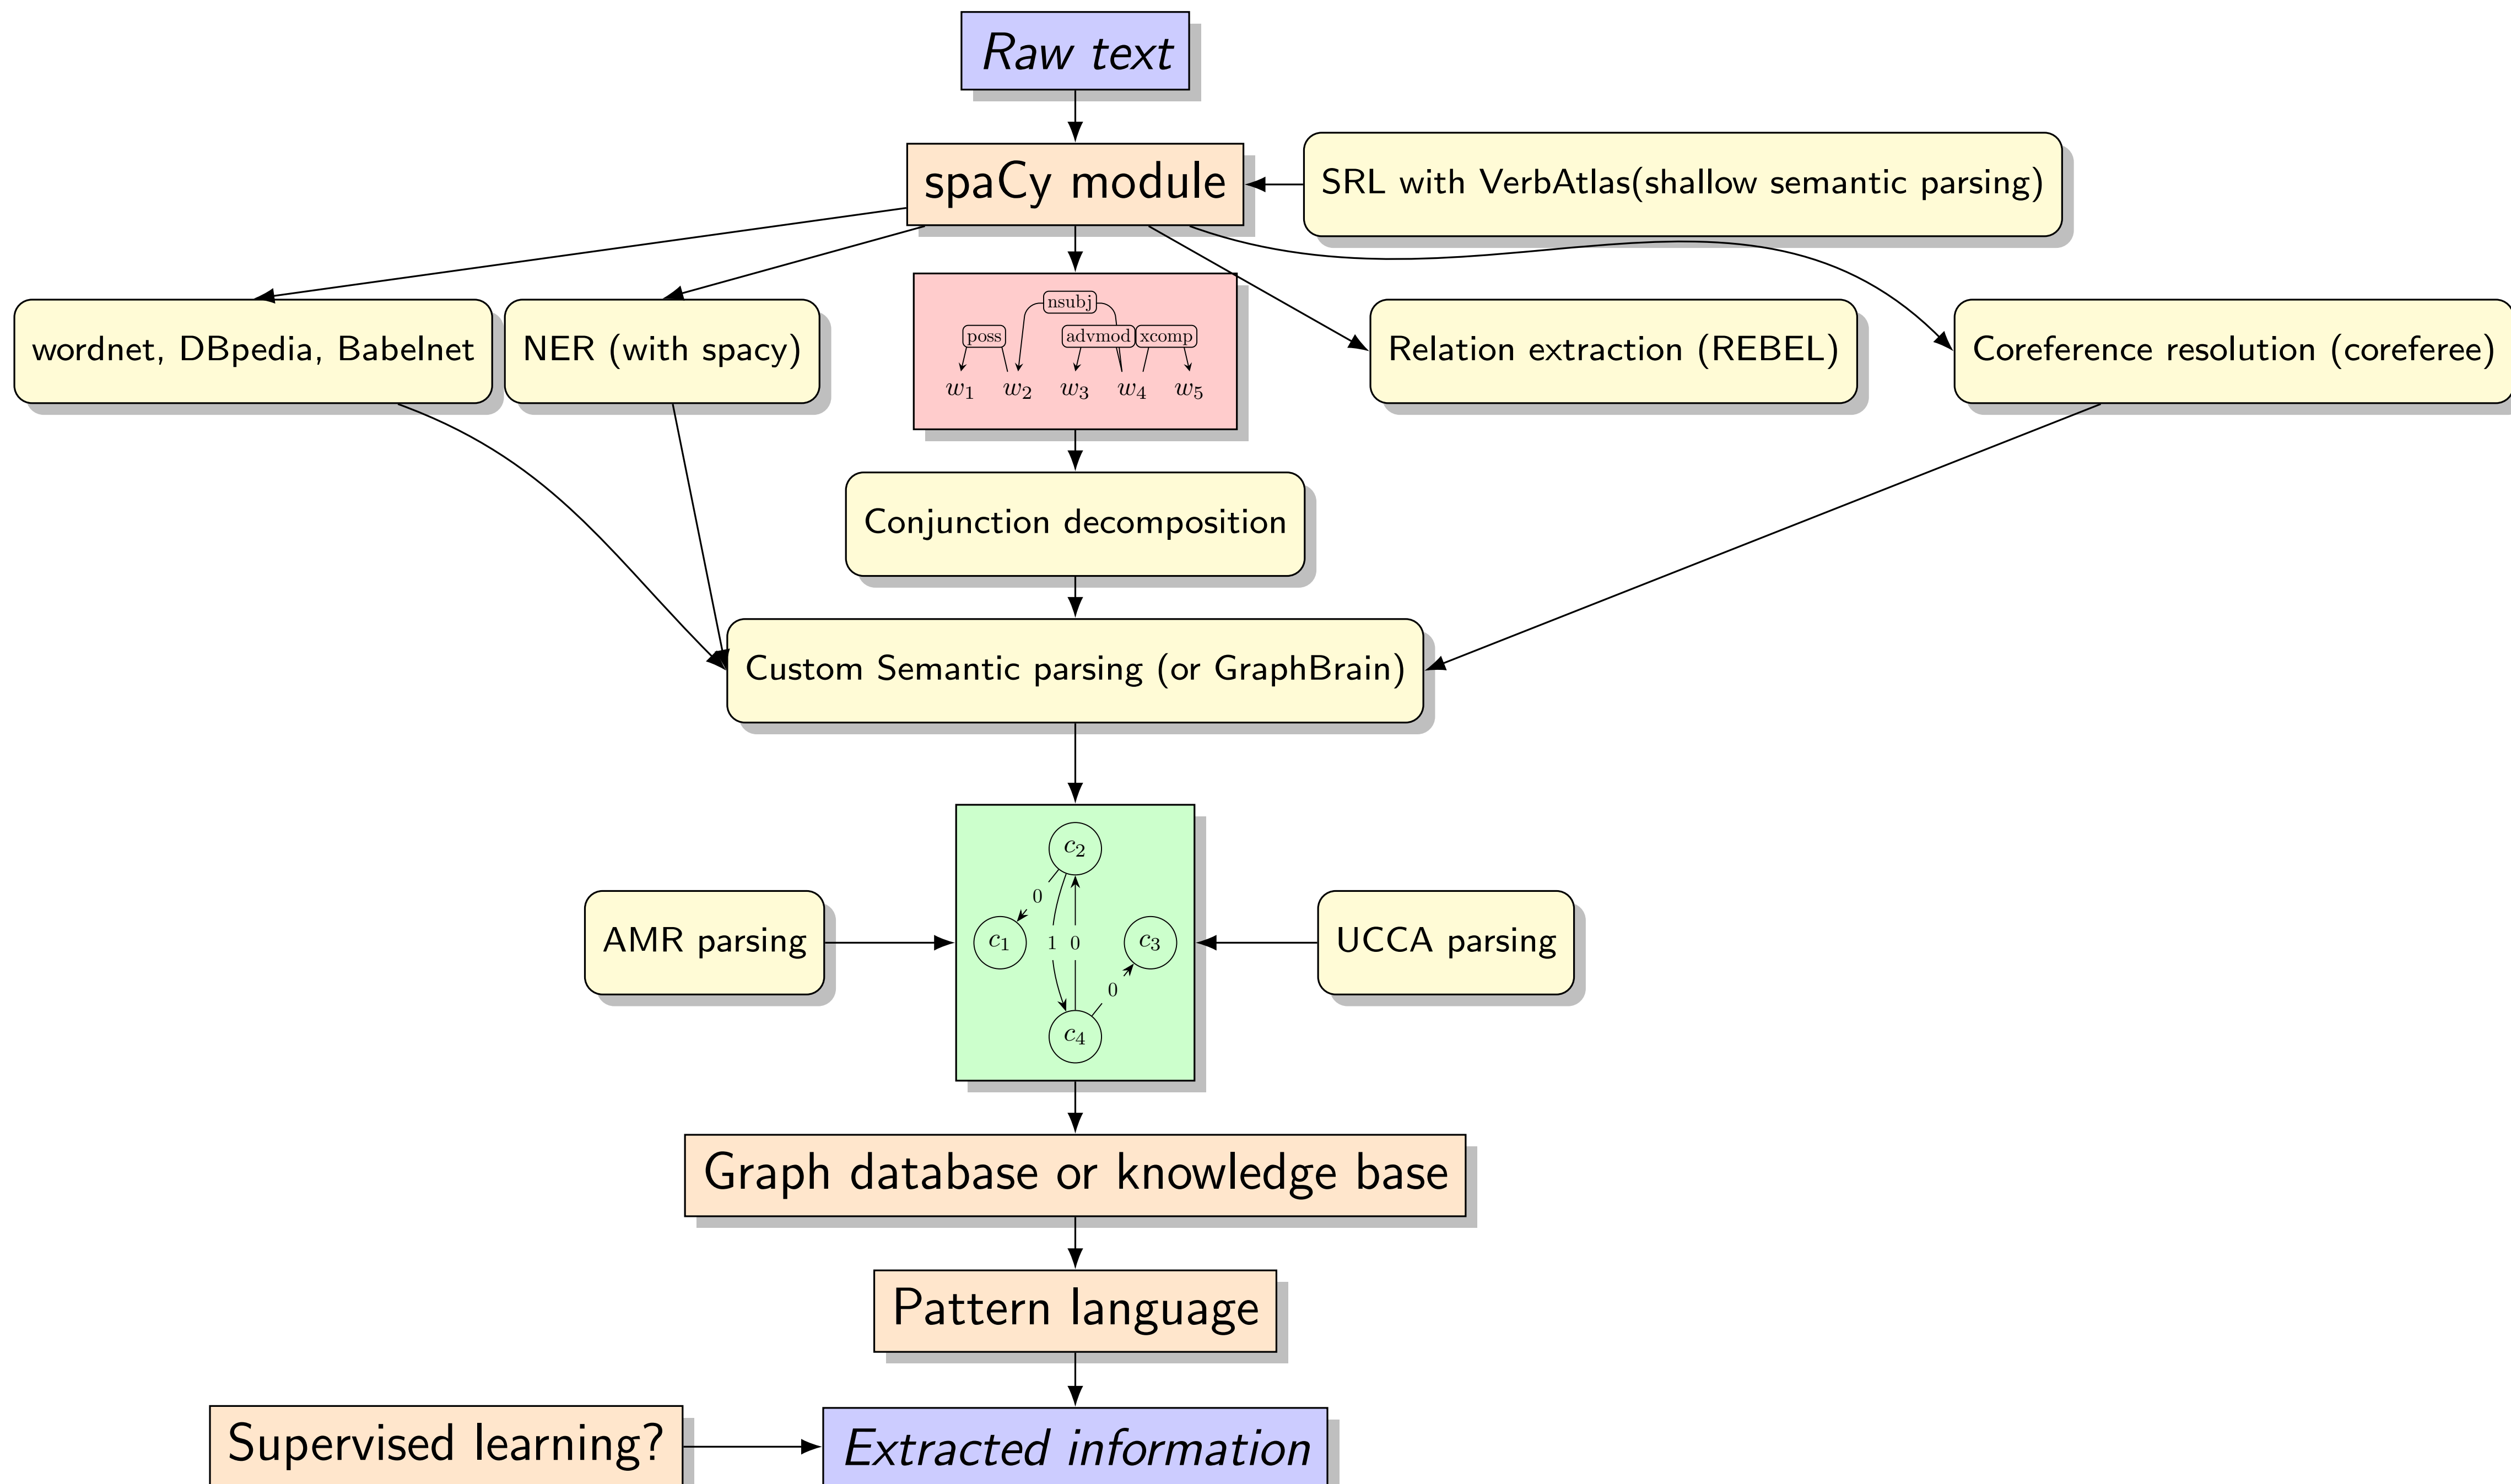 Raw text
spaCy module
SRL with VerbAtlas(shallow semantic parsing)
wordnet, DBpedia, Babelnet
NER (with spacy)
nsubj
poss
advmod
xcomp
w1 w2 w3 w4 w5
Relation extraction (REBEL)
Coreference resolution (coreferee)
Conjunction decomposition
Custom Semantic parsing (or GraphBrain)
c2
0
AMR parsing
c1
1 0
c3
UCCA parsing
0
c4
Graph database or knowledge base
Pattern language
Supervised learning?
Extracted information